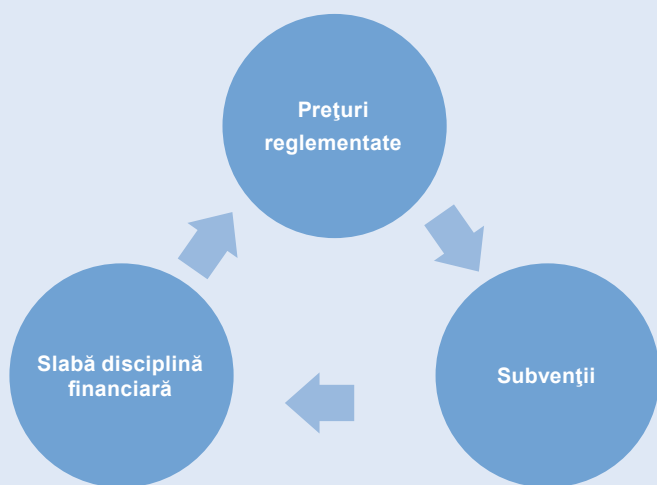 Preţuri
reglementate
Slabă disciplină
financiară
Subvenţii